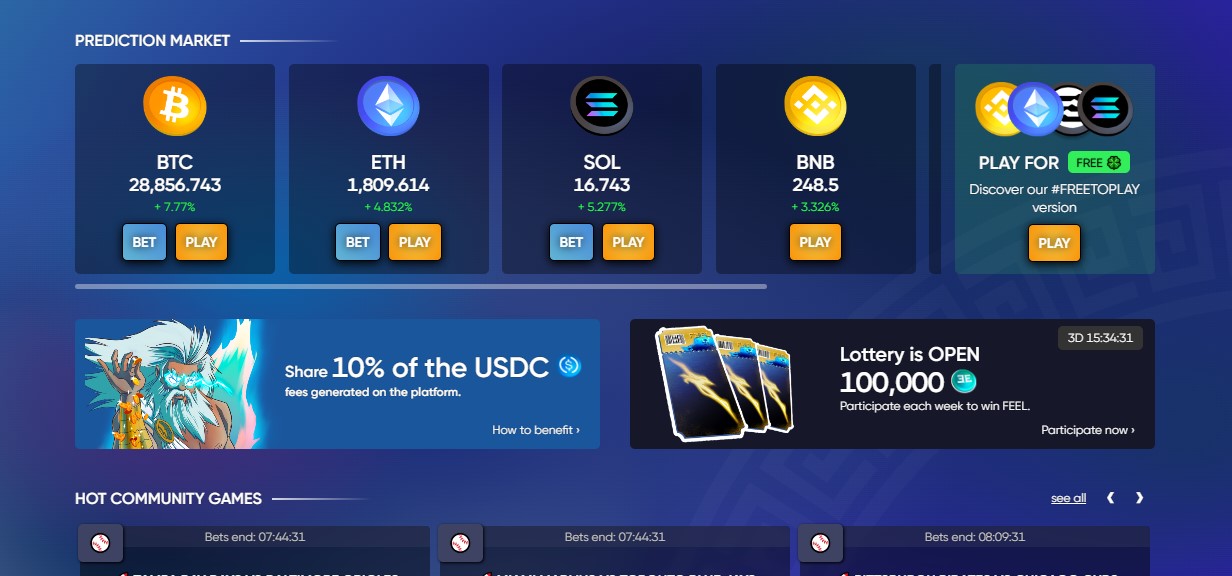 PREDICTION MARKET
BTC
28,856.743
+ 7.77%
BET PLAY
ETH
1,809.614
+ 4.832%
BET PLAY
SOL
16.743
+ 5.277%
BET PLAY
BNB
248.5
+ 3.326%
PLAY
PLAY FOR FREE
Discover our #FREETOPLAY
version
PLAY
Share 10% of the USDC
fees generated on the platform.
How to benefit ›
3D 15:34:31
Lottery is OPEN
100,000
Participate each week to win FEEL.
Participate now ›
HOT COMMUNITY GAMES
see all
Bets end: 07:44:31
Bets end: 07:44:31
Bets end: 08:09:31